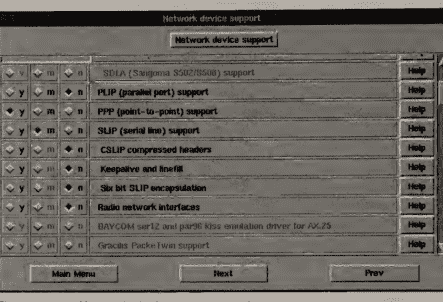 Network device support
Network device support
y m n SDLA (Sangoma S502/S508) support Help
y m n PLIP (parallel port) support Help
y m n PPP (point-to-point) support Help
y m n SLIP (serial line) support Help
y m n CSLIP compressed headers Help
y m n Keepalive and linefill Help
y m n Six bit SLIP encapsulation Help
y m n Radio network interfaces Help
y m n BAYCOM ser12 and par96 kiss emulation driver for AX.25 Help
y m n Gracilis PackeTwin support Help
Main Menu Next Prev